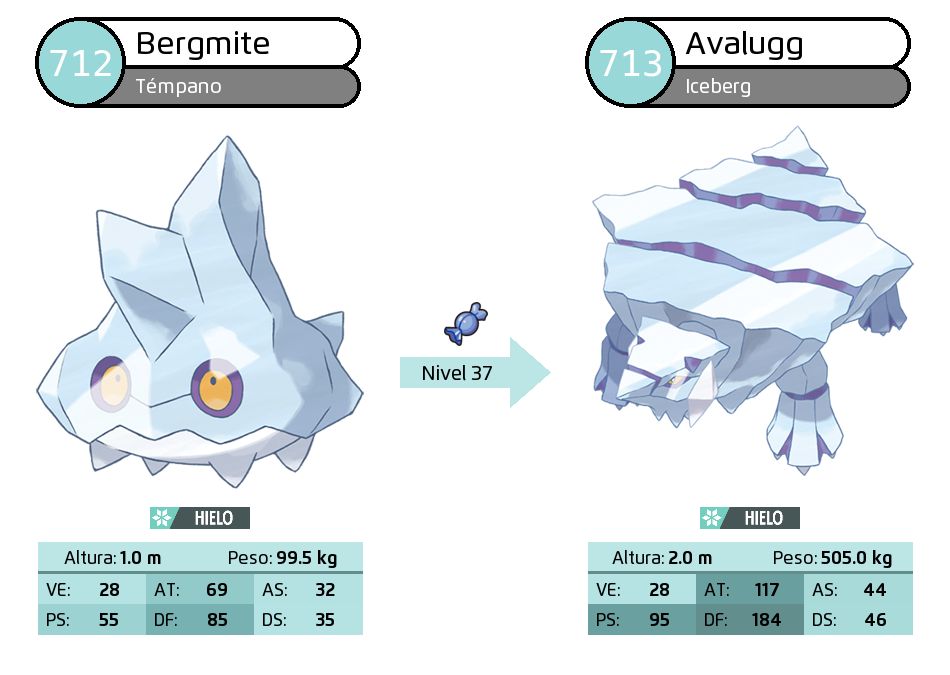 712
Bergmite
Témpano
713
Avalugg
Iceberg
Nivel 37
HIELO
Altura: 1.0 m Peso: 99.5 kg
VE: 28 AT: 69 AS: 32
PS: 55 DF: 85 DS: 35
HIELO
Altura: 2.0 m Peso: 505.0 kg
VE: 28 AT: 117 AS: 44
PS: 95 DF: 184 DS: 46